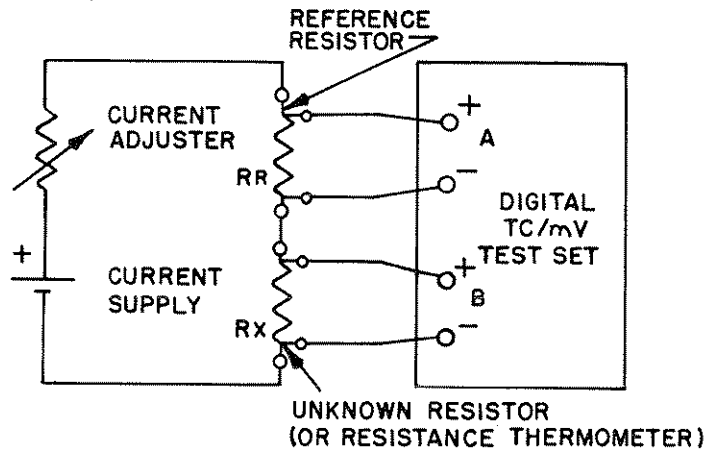 REFERENCE
RESISTOR
CURRENT
ADJUSTER
+
A
RR
-
DIGITAL
TC/mV
TEST SET
+
CURRENT
SUPPLY
+
B
RX
-
UNKNOWN RESISTOR
(OR RESISTANCE THERMOMETER)